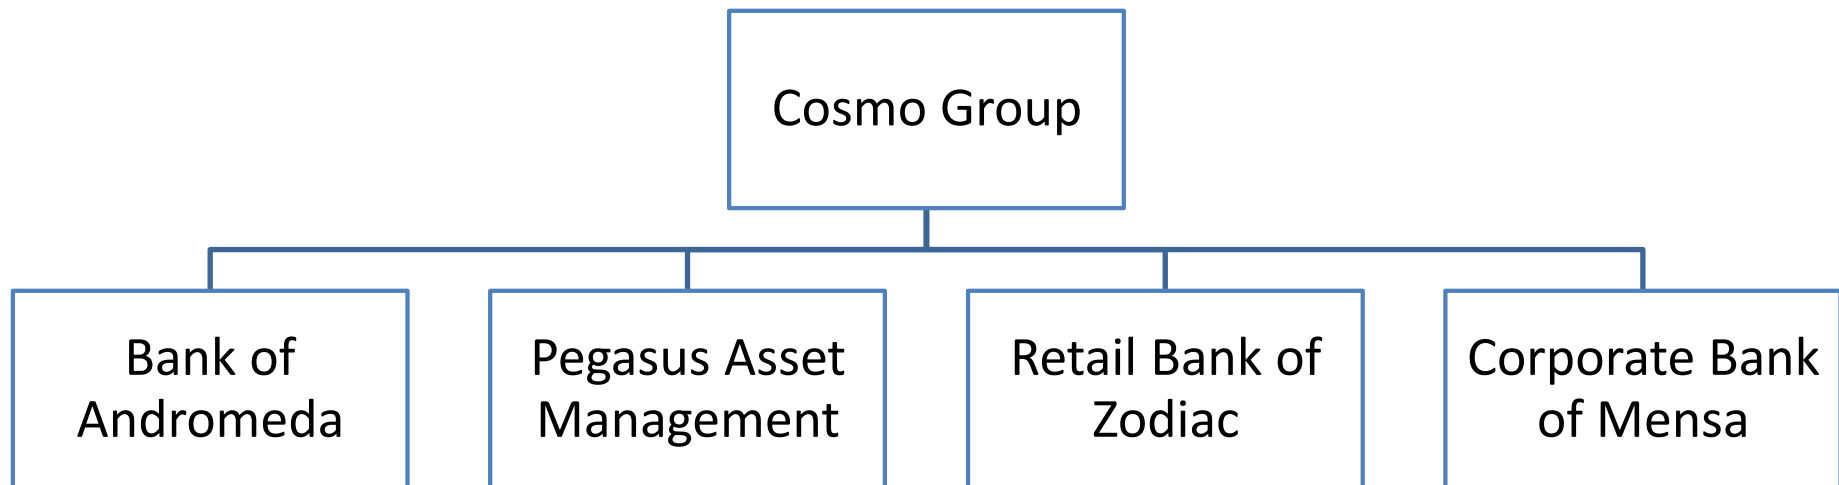 Cosmo Group
Bank of
Andromeda
Pegasus Asset
Management
Retail Bank of
Zodiac
Corporate Bank
of Mensa